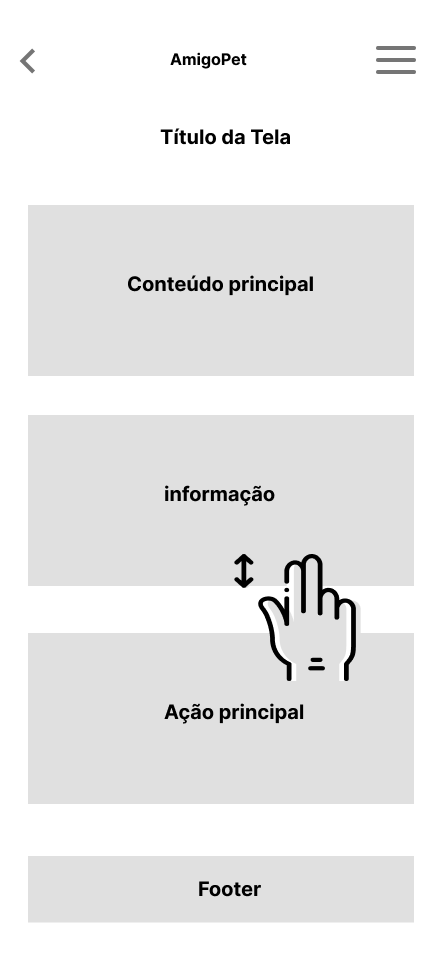 AmigoPet
Título da Tela
Conteúdo principal
informação
Ação principal
Footer